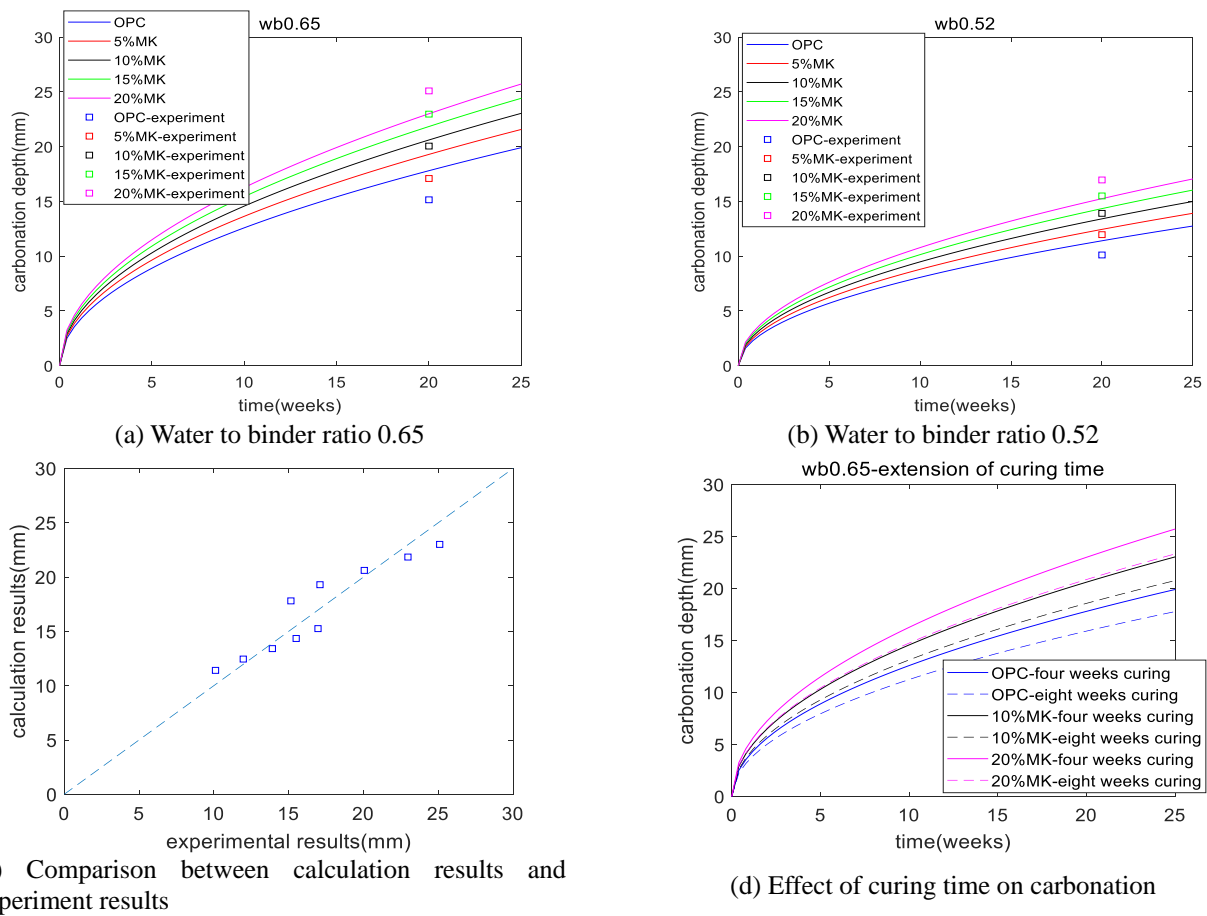 wb0.65
OPC
5%MK
10%MK
15%MK
20%MK
OPC-experiment
5%MK-experiment
10%MK-experiment
15%MK-experiment
20%MK-experiment
30
25
20
15
10
5
0
carbonation depth(mm)
0 5 10 15 20 25
time(weeks)
(a) Water to binder ratio 0.65
wb0.52
OPC
5%MK
10%MK
15%MK
20%MK
OPC-experiment
5%MK-experiment
10%MK-experiment
15%MK-experiment
20%MK-experiment
30
25
20
15
10
5
0
carbonation depth(mm)
0 5 10 15 20 25
time(weeks)
(b) Water to binder ratio 0.52
30
25
20
15
10
5
0
calculation results(mm)
0 5 10 15 20 25 30
experimental results(mm)
) Comparison between calculation results and
periment results
wb0.65-extension of curing time
30
25
20
15
10
5
0
carbonation depth(mm)
OPC-four weeks curing
OPC-eight weeks curing
10%MK-four weeks curing
10%MK-eight weeks curing
20%MK-four weeks curing
20%MK-eight weeks curing
0 5 10 15 20 25
time(weeks)
(d) Effect of curing time on carbonation